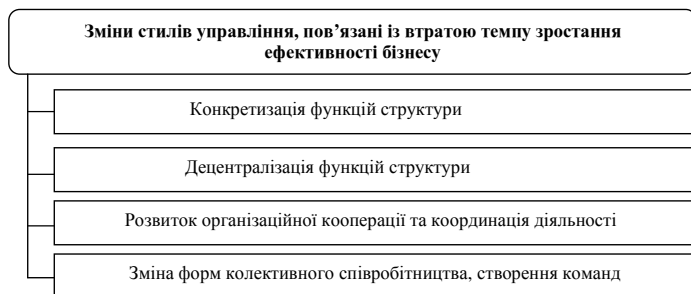 Зміни стилів управління, пов’язані із втратою темпу зростання
ефективності бізнесу
Конкретизація функцій структури
Децентралізація функцій структури
Розвиток організаційної кооперації та координація діяльності
Зміна форм колективного співробітництва, створення команд